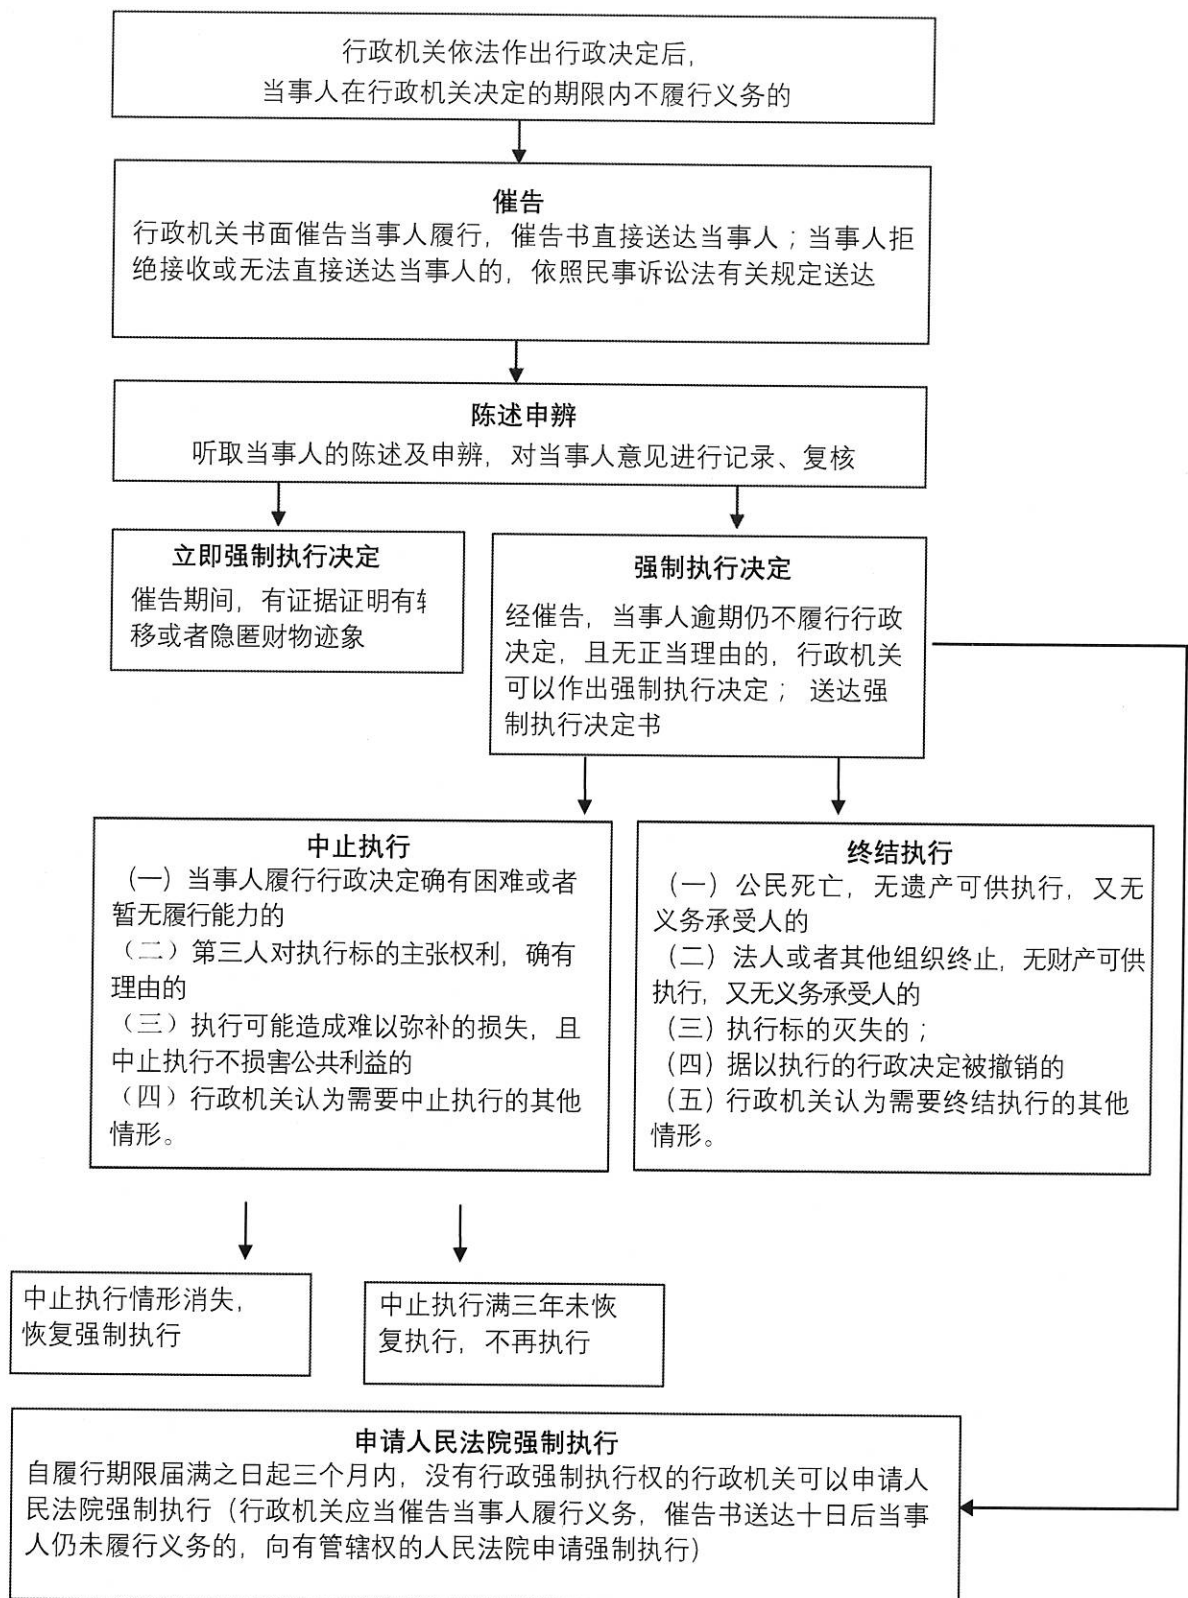 行政机关依法作出行政决定后,
当事人在行政机关决定的期限内不履行义务的
催告
行政机关书面催告当事人履行，催告书直接送达当事人；当事人拒
绝接收或无法直接送达当事人的，依照民事诉讼法有关规定送达
陈述申辨
听取当事人的陈述及申辨，对当事人意见进行记录、复核
立即强制执行决定
催告期间，有证据证明有
移或者隐匿财物迹象
强制执行决定
经催告，当事人逾期仍不履行行政
决定，且无正当理由的，行政机关
可以作出强制执行决定； 送达强
制执行决定书
中止执行
（一）当事人履行行政决定确有困难或者
暂无履行能力的
（二）第三人对执行标的主张权利，确有
理由的
（三）执行可能造成难以弥补的损失，且
中止执行不损害公共利益的
（四）行政机关认为需要中止执行的其他
情形。
终结执行
（一）公民死亡，无遗产可供执行，又无
义务承受人的
（二）法人或者其他组织终止，无财产可供
执行，又无义务承受人的
（三）执行标的灭失的；
（四）据以执行的行政决定被撤销的
（五）行政机关认为需要终结执行的其他
情形。
中止执行情形消失，
恢复强制执行
中止执行满三年未恢
复执行，不再执行
申请人民法院强制执行
自履行期限届满之日起三个月内，没有行政强制执行权的行政机关可以申请人
民法院强制执行（行政机关应当催告当事人履行义务，催告书送达十日后当事
人仍未履行义务的，向有管辖权的人民法院申请强制执行）